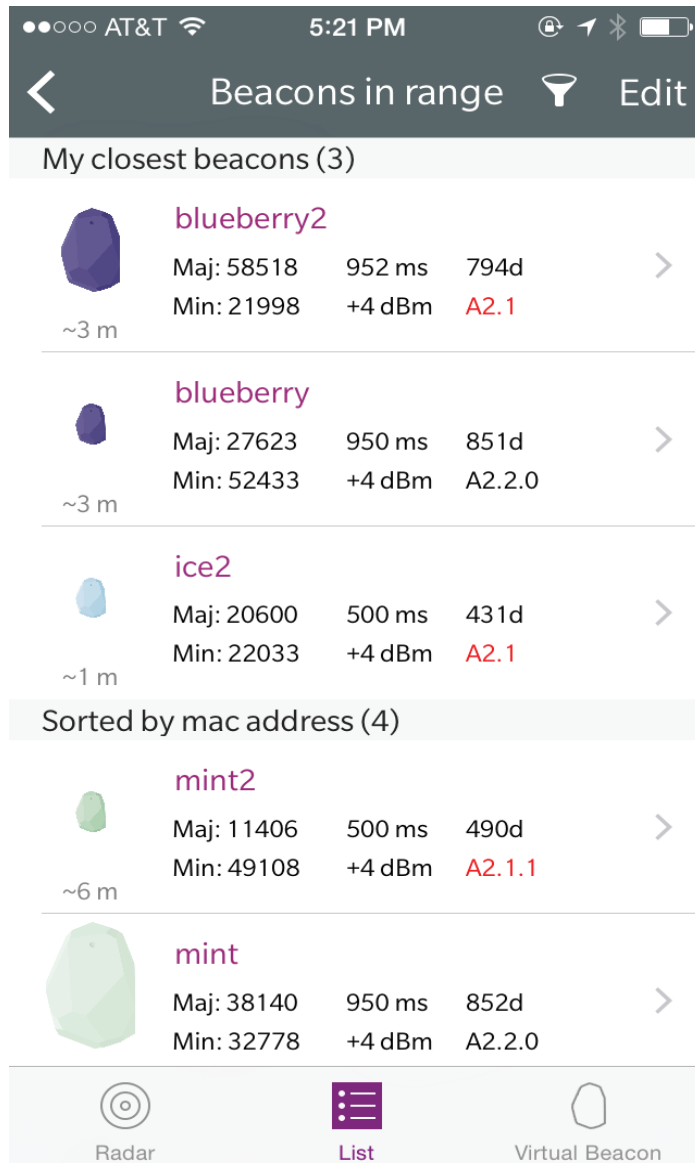 AT&T 5:21 PM
Beacons in range Edit
My closest beacons (3)
blueberry2
Maj: 58518 952 ms 794d
Min: 21998 +4 dBm A2.1
~3 m
blueberry
Maj: 27623 950 ms 851d
Min: 52433 +4 dBm A2.2.0
~3 m
ice2
Maj: 20600 500 ms 431d
Min: 22033 +4 dBm A2.1
~1 m
Sorted by mac address (4)
mint2
Maj: 11406 500 ms 490d
Min: 49108 +4 dBm A2.1.1
~6 m
mint
Maj: 38140 950 ms 852d
Min: 32778 +4 dBm A2.2.0
Radar List Virtual Beacon